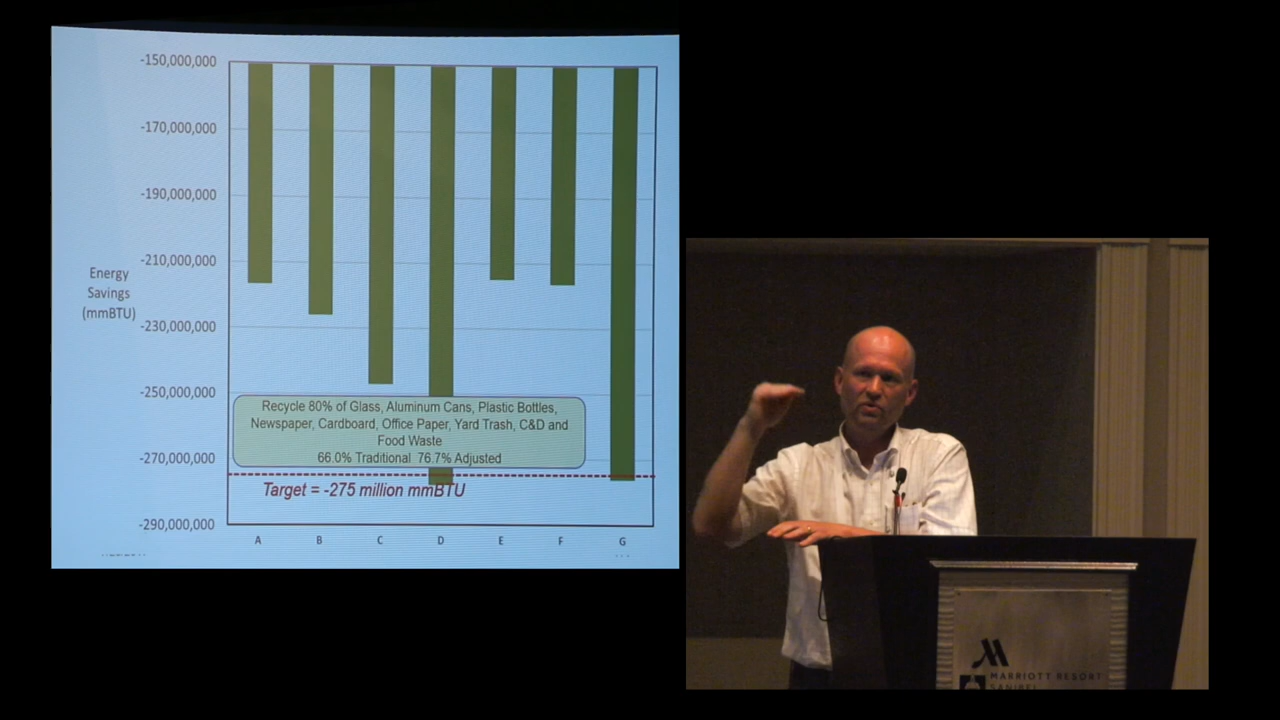 -150,000,000
-170,000,000
-190,000,000
-210,000,000
-230,000,000
-250,000,000
-270,000,000
-290,000,000
Energy
Savings
(mmBTU)
Recycle 80% of Glass, Aluminum Cans, Plastic Bottles,
Newspaper, Cardboard, Office Paper, Yard Trash, C&D and
Food Waste
66.0% Traditional 76.7% Adjusted
Target = -275 million mmBTU
A B C D E F G
MARRIOTT RESORT
SANIBEL